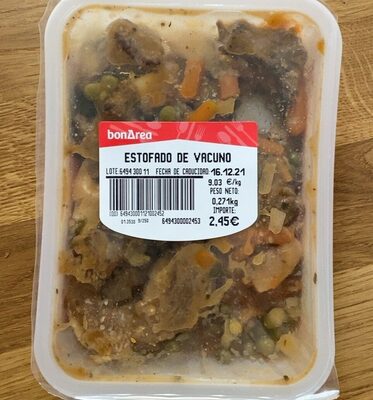 bonÀrea
ESTOFADO DE VACUNO
LOTE:6494 300 11 FECHA DE CADUCIDAD: 16.12.21
9.03 €/kg
PESO NETO:
0,271kg
IMPORTE:
2,45€
6494300002453